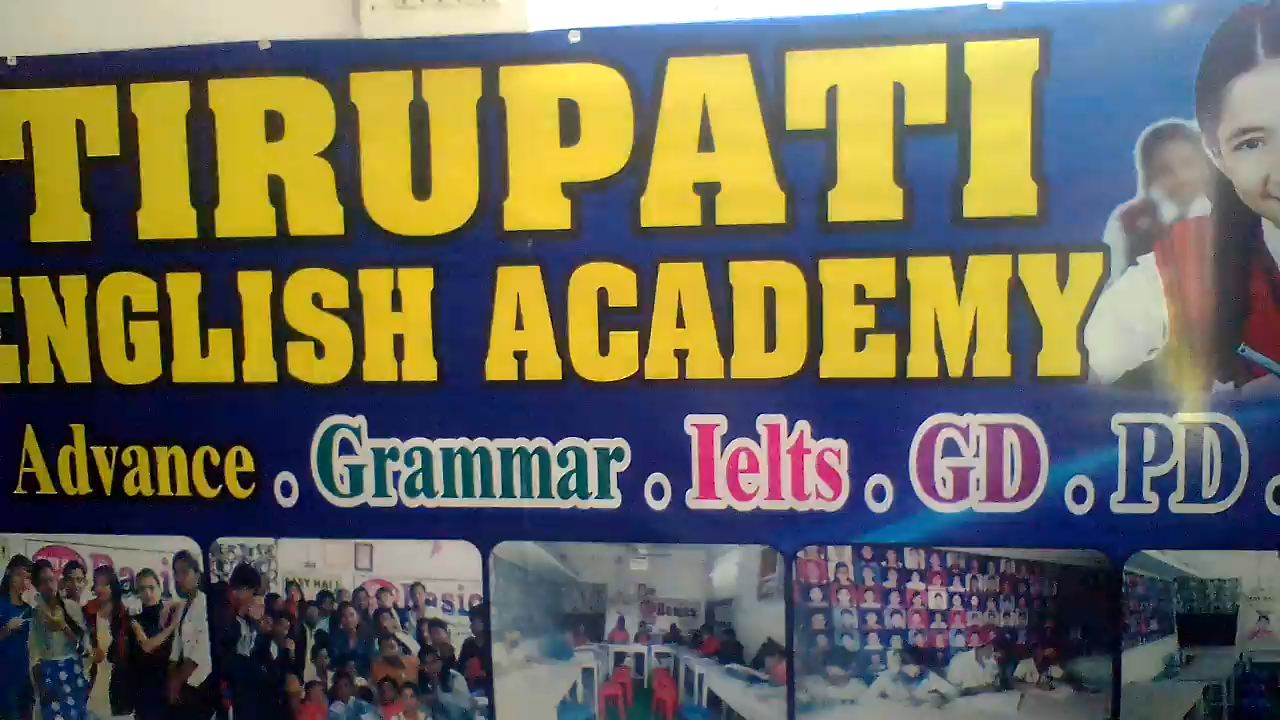 TIRUPATI
ENGLISH ACADEMY
Advance . Grammar . Ielts . GD . PD .